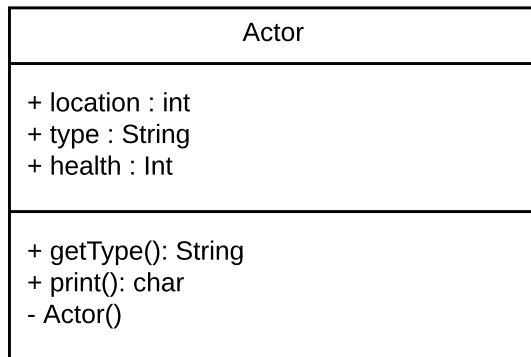 Actor
+ location : int
+ type : String
+ health : Int
+ getType(): String
+ print(): char
- Actor()